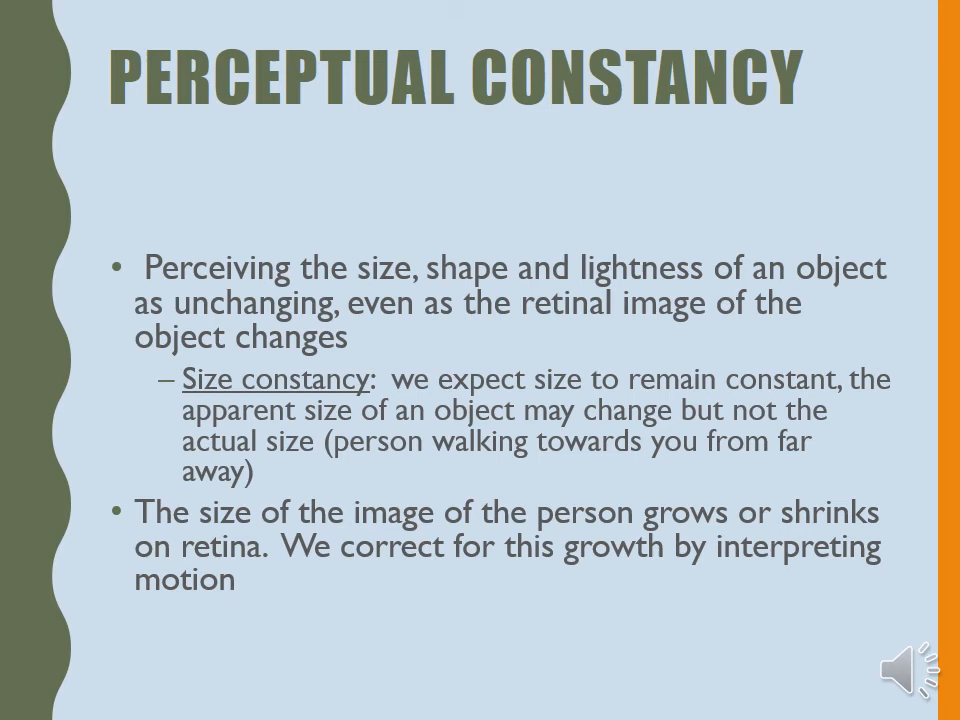 PERCEPTUAL CONSTANCY
• Perceiving the size, shape and lightness of an object
as unchanging, even as the retinal image of the
object changes
– Size constancy: we expect size to remain constant, the
apparent size of an object may change but not the
actual size (person walking towards you from far
away)
• The size of the image of the person grows or shrinks
on retina. We correct for this growth by interpreting
motion